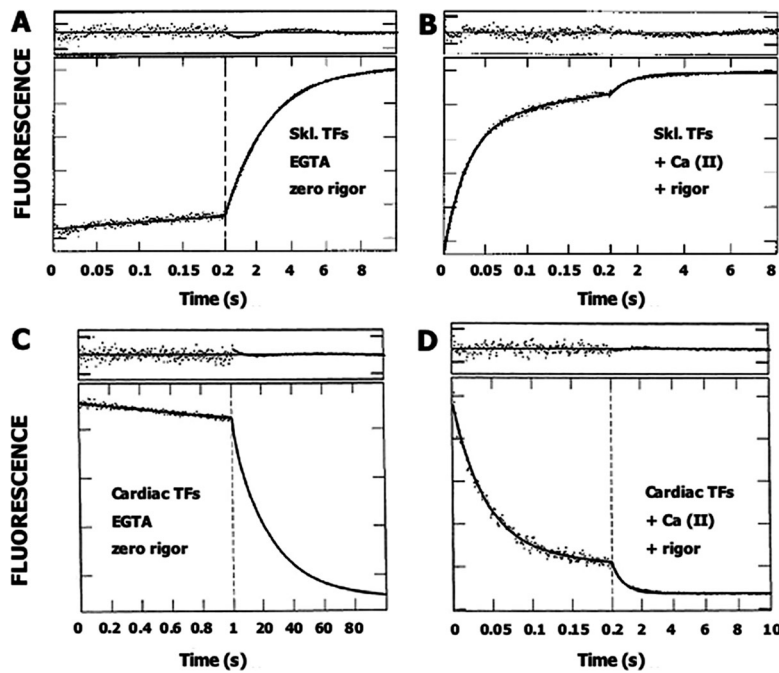 A
B
FLUORESCENCE
Skl. TFs
EGTA
zero rigor
Skl. TFs
+ Ca (II)
+ rigor
0 0.05 0.1 0.15 0.2 2 4 6 8
Time (s)
0 0.05 0.1 0.15 0.2 2 4 6 8
Time (s)
C
D
FLUORESCENCE
Cardiac TFs
EGTA
zero rigor
Cardiac TFs
+ Ca (II)
+ rigor
0 0.2 0.4 0.6 0.8 1 20 40 60 80
Time (s)
0 0.05 0.1 0.15 0.2 2 4 6 8 10
Time (s)